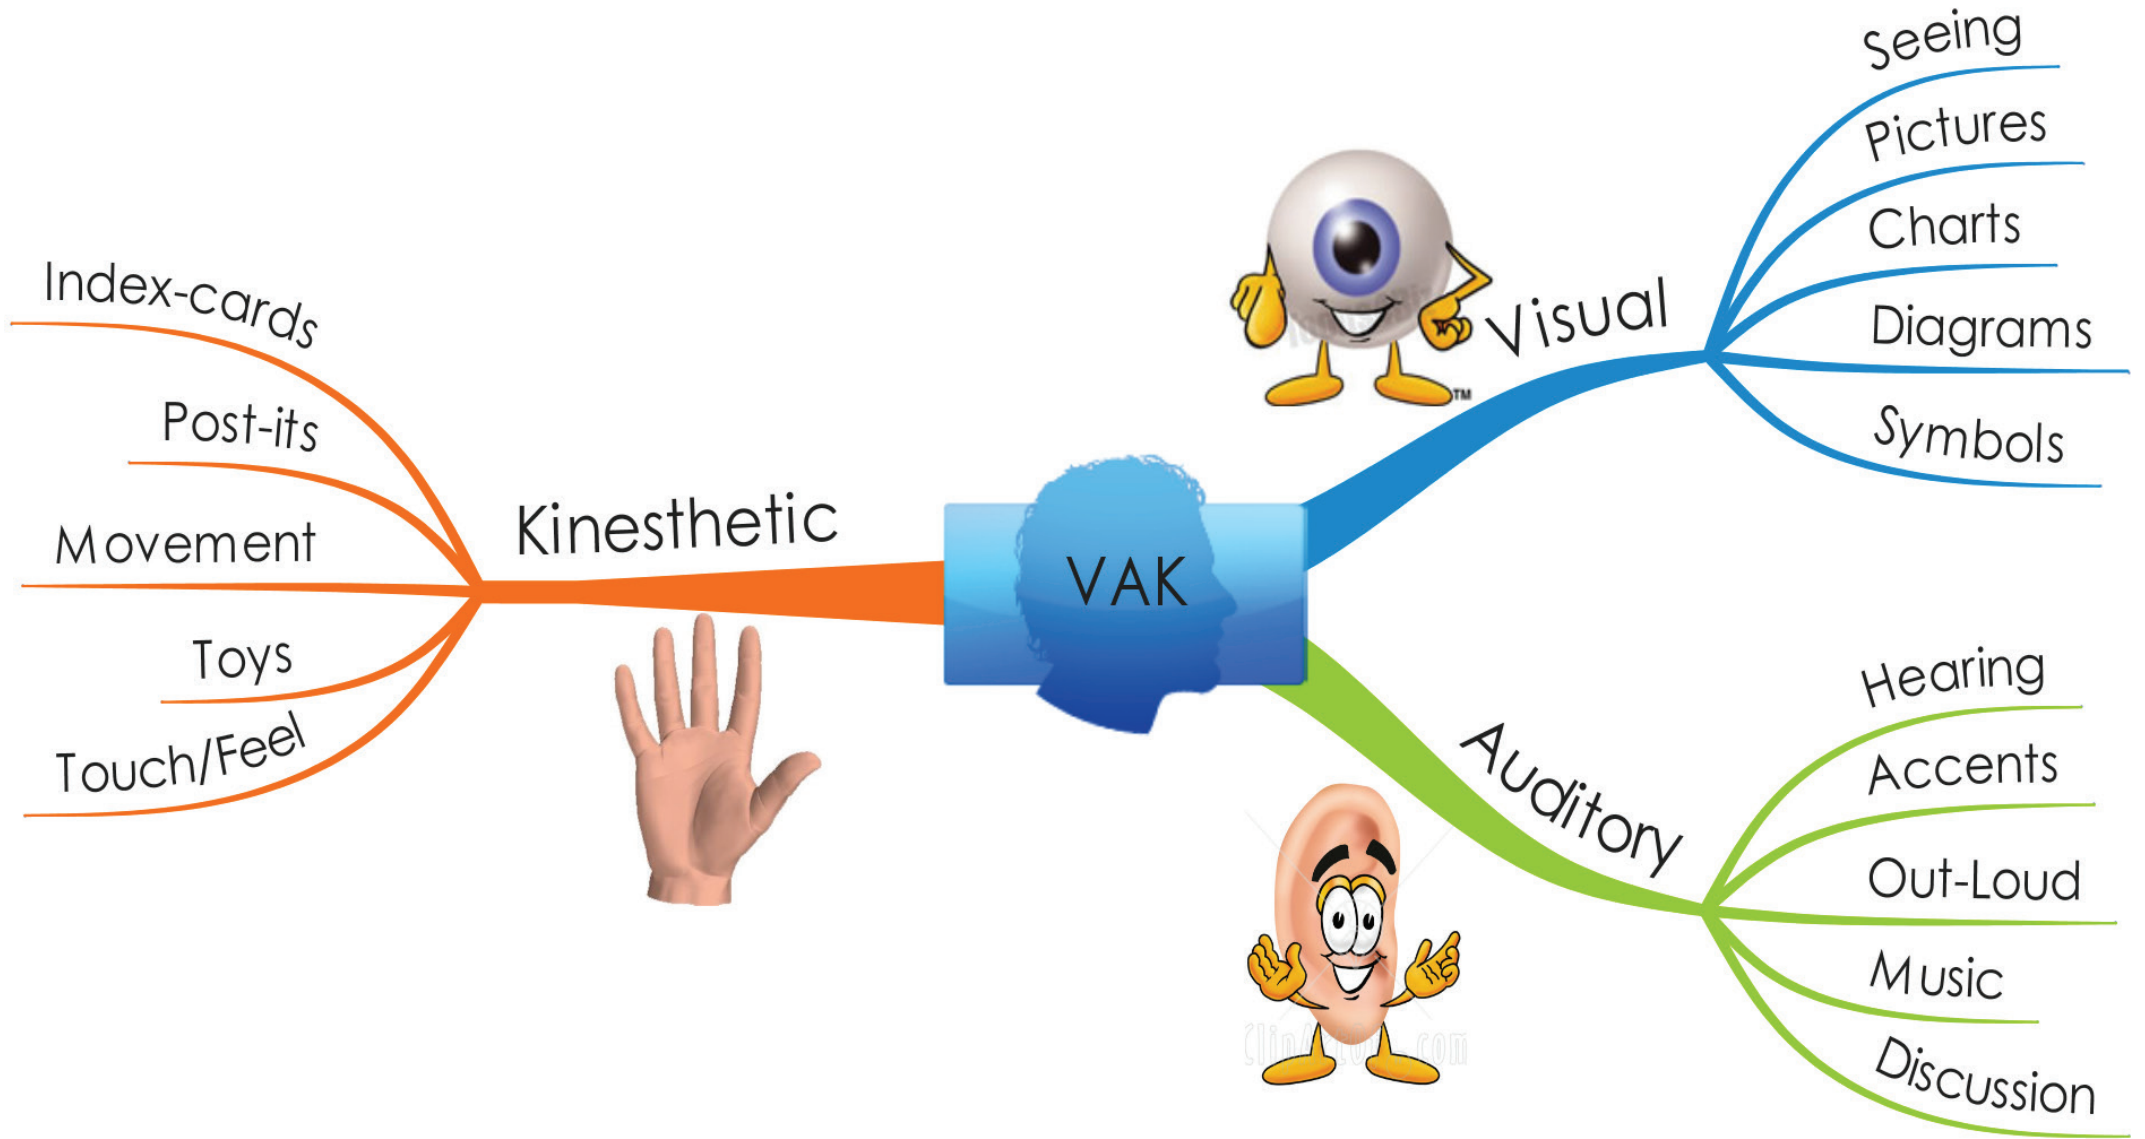 VAK
Visual
Seeing
Pictures
Charts
Diagrams
Symbols
TM
Auditory
Hearing
Accents
Out-Loud
Music
Discussion
Kinesthetic
Index-cards
Post-its
Movement
Toys
Touch/Feel